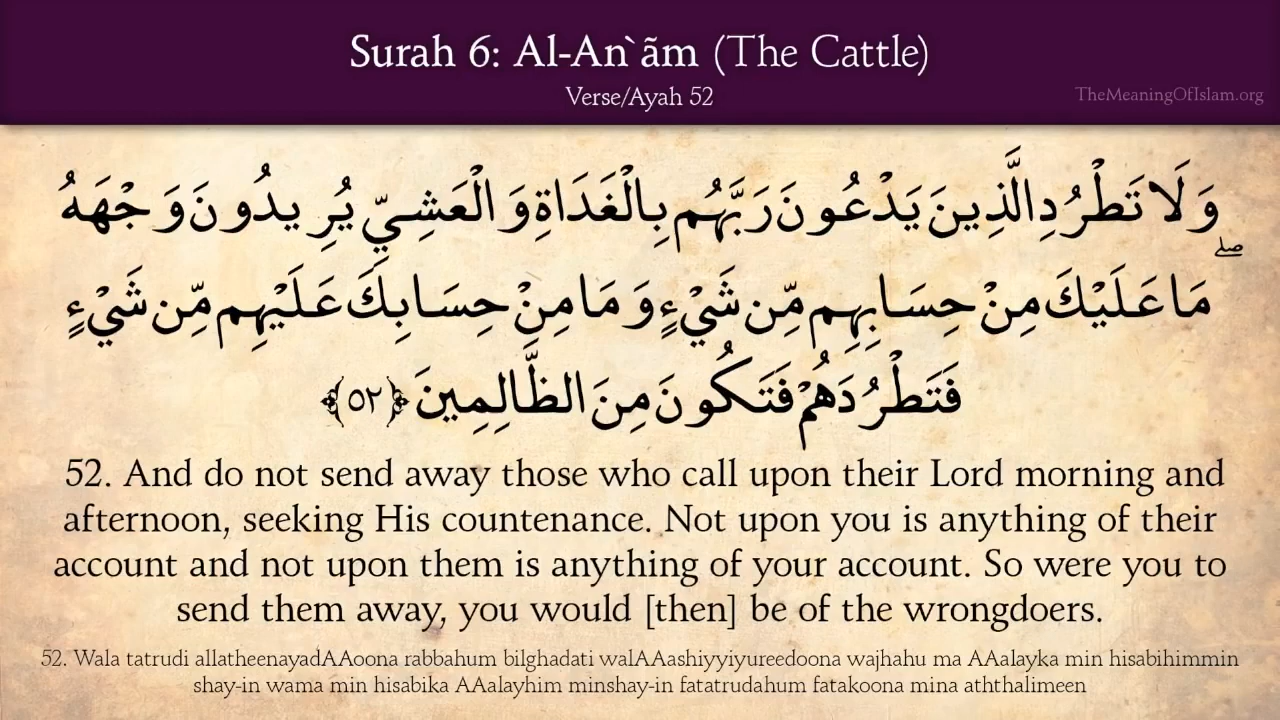 Surah 6: Al-An`ãm (The Cattle)
Verse/Ayah 52
TheMeaningOfIslam.org
وَلَا تَطْرُدِ الَّذِينَ يَدْعُونَ رَبَّهُم بِالْغَدَاةِ وَالْعَشِيِّ يُرِيدُونَ وَجْهَهُ ۖ
مَا عَلَيْكَ مِنْ حِسَابِهِم مِّن شَيْءٍ وَمَا مِنْ حِسَابِكَ عَلَيْهِم مِّن شَيْءٍ
فَتَطْرُدَهُمْ فَتَكُونَ مِنَ الظَّالِمِينَ ﴿٥٢﴾
52. And do not send away those who call upon their Lord morning and
afternoon, seeking His countenance. Not upon you is anything of their
account and not upon them is anything of your account. So were you to
send them away, you would [then] be of the wrongdoers.
52. Wala tatrudi allatheenayadAAoona rabbahum bilghadati walAAashiyyiyureedoona wajhahu ma AAalayka min hisabihimmin
shay-in wama min hisabika AAalayhim minshay-in fatatrudahum fatakoona mina aththalimeen